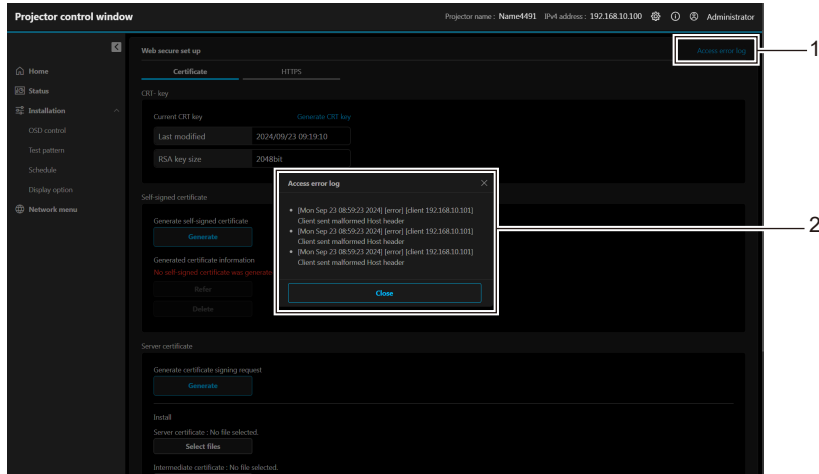 Projector control window
Projector name : Name4491 IPv4 address : 192.168.10.100 Administrator
Home
Status
Installation
OSD control
Test pattern
Schedule
Display option
Network menu
Web secure set up
Access error log
1
Certificate HTTPS
CRT- key
Current CRT key Generate CRT key
Last modified 2024/09/23 09:19:10
RSA key size 2048bit
Self-signed certificate
Generate self-signed certificate
Generate
Generated certificate information
No self-signed certificate was generate
Refer
Delete
Access error log
[Mon Sep 23 08:59:23 2024] [error] [client 192.168.10.101]
Client sent malformed Host header
[Mon Sep 23 08:59:23 2024] [error] [client 192.168.10.101]
Client sent malformed Host header
[Mon Sep 23 08:59:23 2024] [error] [client 192.168.10.101]
Client sent malformed Host header
Close
2
Server certificate
Generate certificate signing request
Generate
Install
Server certificate : No file selected.
Select files
Intermediate certificate : No file selected.